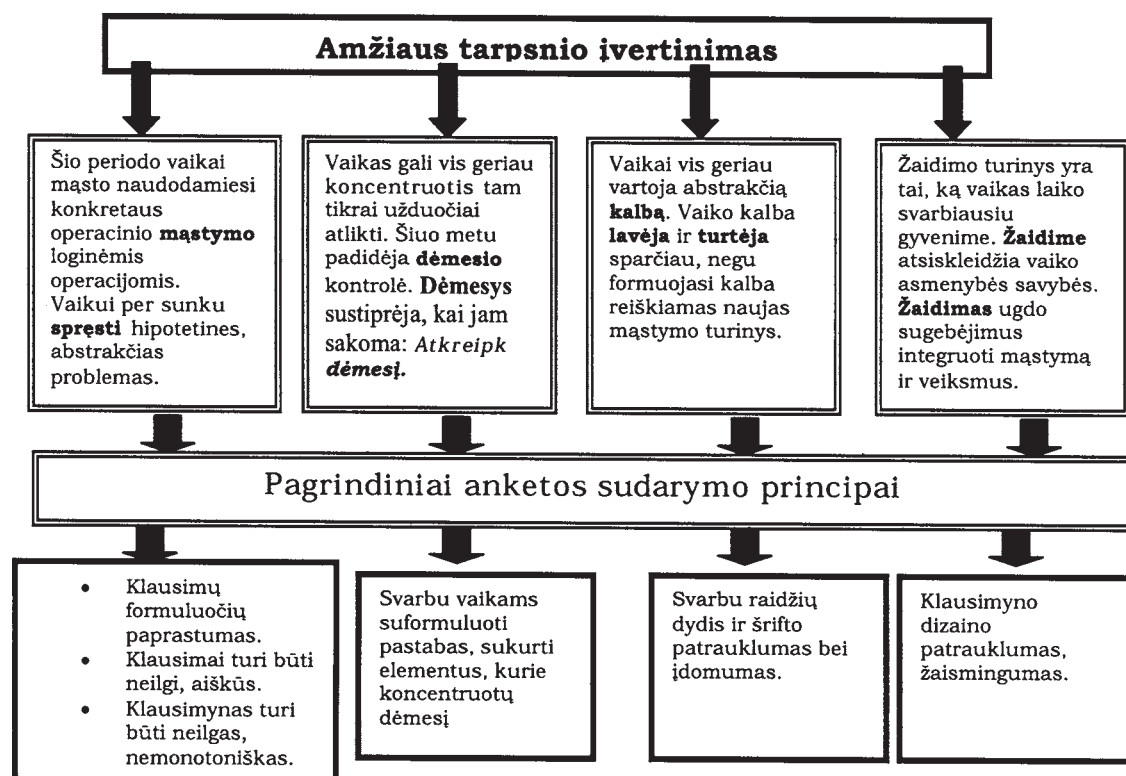 Amžiaus tarpsnio įvertinimas
Šio periodo vaikai
mąsto naudodamiesi
konkretaus
operacinio mąstymo
loginėmis
operacijomis.
Vaikui per sunku
spręsti hipotetines,
abstrakčias
problemas.
Vaikas gali vis geriau
koncentruotis tam
tikrai užduočiai
atlikti. Šiuo metu
padidėja dėmesio
kontrolė. Dėmesys
sustiprėja, kai jam
sakoma: Atkreipk
dėmesį.
Vaikai vis geriau
vartoja abstrakčią
kalbą. Vaiko kalba
lavėja ir turtėja
sparčiau, negu
formuojasi kalba
reiškiamas naujas
mąstymo turinys.
Žaidimo turinys yra
tai, ką vaikas laiko
svarbiausiu
gyvenime. Žaidime
atsiskleidžia vaiko
asmenybės savybės.
Žaidimas ugdo
sugebėjimus
integruoti mąstymą
ir veiksmus.
Pagrindiniai anketos sudarymo principai
• Klausimų
formuluočių
paprastumas.
• Klausimai turi būti
neilgi, aiškūs.
• Klausimynas turi
būti neilgas,
nemonotoniškas.
Svarbu vaikams
suformuluoti
pastabas, sukurti
elementus, kurie
koncentruotų
dėmesį
Svarbu raidžių
dydis ir šrifto
patrauklumas bei
įdomumas.
Klausimyno
dizaino
patrauklumas,
žaismingumas.